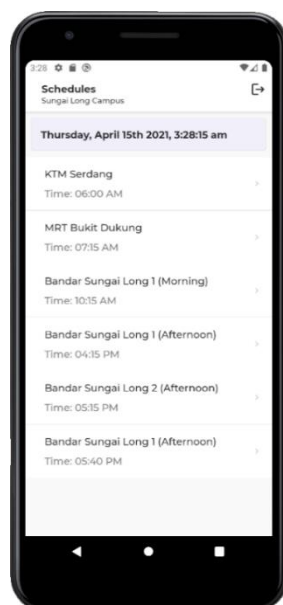 3:28
Schedules
Sungai Long Campus
Thursday, April 15th 2021, 3:28:15 am
KTM Serdang
Time: 06:00 AM
MRT Bukit Dukung
Time: 07:15 AM
Bandar Sungai Long 1 (Morning)
Time: 10:15 AM
Bandar Sungai Long 1 (Afternoon)
Time: 04:15 PM
Bandar Sungai Long 2 (Afternoon)
Time: 05:15 PM
Bandar Sungai Long 1 (Afternoon)
Time: 05:40 PM